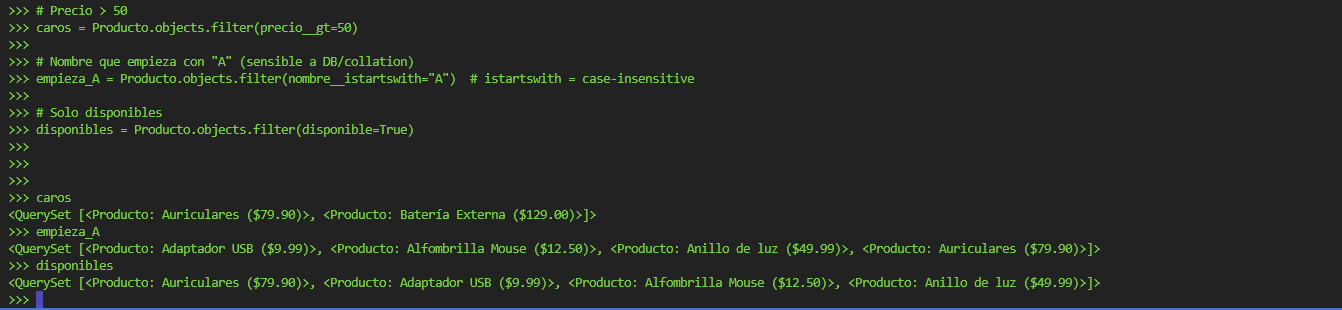 >>> # Precio > 50
>>> caros = Producto.objects.filter(precio__gt=50)
>>>
>>> # Nombre que empieza con "A" (sensible a DB/collation)
>>> empieza_A = Producto.objects.filter(nombre__istartswith="A")  # istartswith = case-insensitive
>>>
>>> # Solo disponibles
>>> disponibles = Producto.objects.filter(disponible=True)
>>>
>>>
>>>
>>> caros
<QuerySet [<Producto: Auriculares ($79.90)>, <Producto: Batería Externa ($129.00)>]>
>>> empieza_A
<QuerySet [<Producto: Adaptador USB ($9.99)>, <Producto: Alfombrilla Mouse ($12.50)>, <Producto: Anillo de luz ($49.99)>, <Producto: Auriculares ($79.90)>]>
>>> disponibles
<QuerySet [<Producto: Auriculares ($79.90)>, <Producto: Adaptador USB ($9.99)>, <Producto: Alfombrilla Mouse ($12.50)>, <Producto: Anillo de luz ($49.99)>]>
>>>